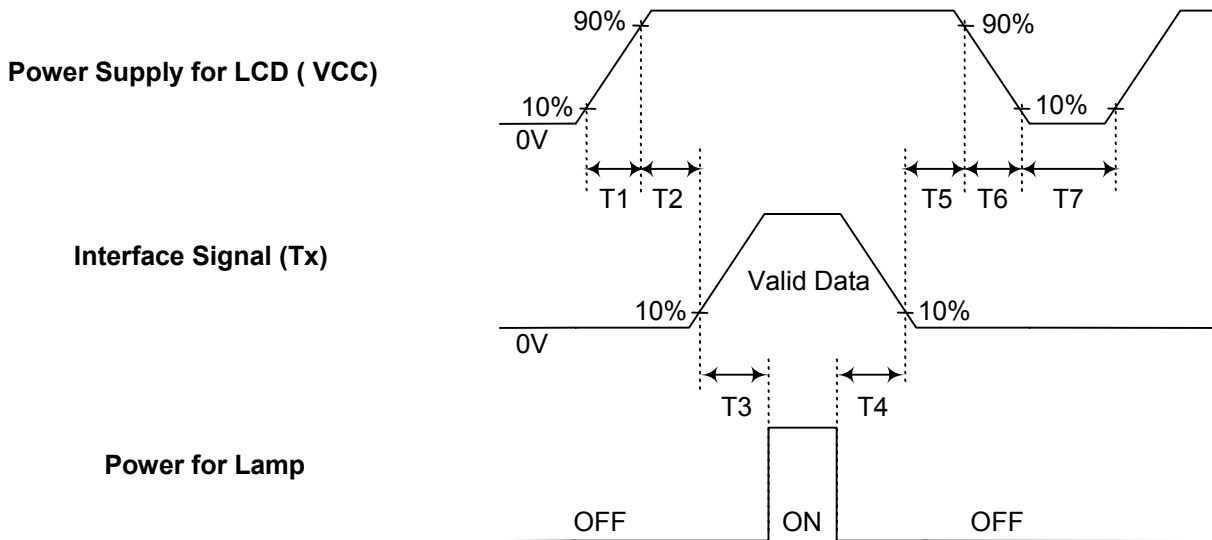 90%
90%
Power Supply for LCD ( VCC)
10%
10%
0V
T1
T2
T5
T6
T7
Interface Signal (Tx)
Valid Data
10%
10%
0V
T3
T4
Power for Lamp
OFF
ON
OFF